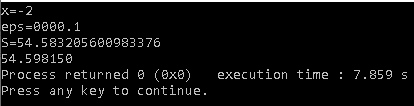 x=-2
eps=0000.1
S=54.583205600983376
54.598150
Process returned 0 (0x0)   execution time : 7.859 s
Press any key to continue.